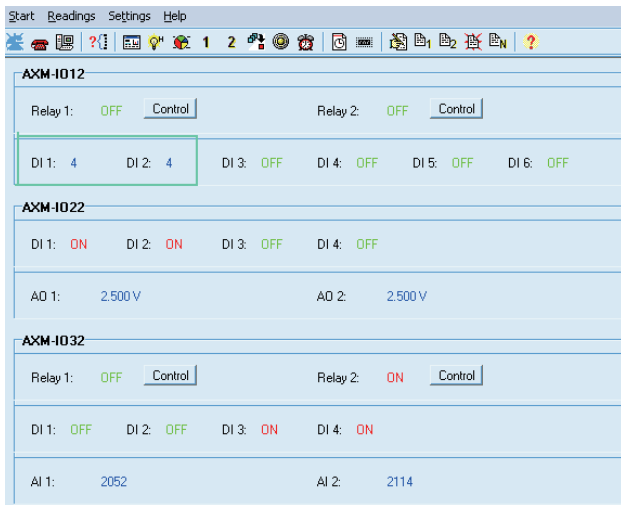 Start Readings Settings Help
?{} H 1 2 1 2 N ?
AXM-IO12
Relay 1: OFF Control Relay 2: OFF Control
DI 1: 4 DI 2: 4 DI 3: OFF DI 4: OFF DI 5: OFF DI 6: OFF
AXM-IO22
DI 1: ON DI 2: ON DI 3: OFF DI 4: OFF
AO 1: 2.500 V AO 2: 2.500 V
AXM-IO32
Relay 1: OFF Control Relay 2: ON Control
DI 1: OFF DI 2: OFF DI 3: ON DI 4: ON
AI 1: 2052 AI 2: 2114